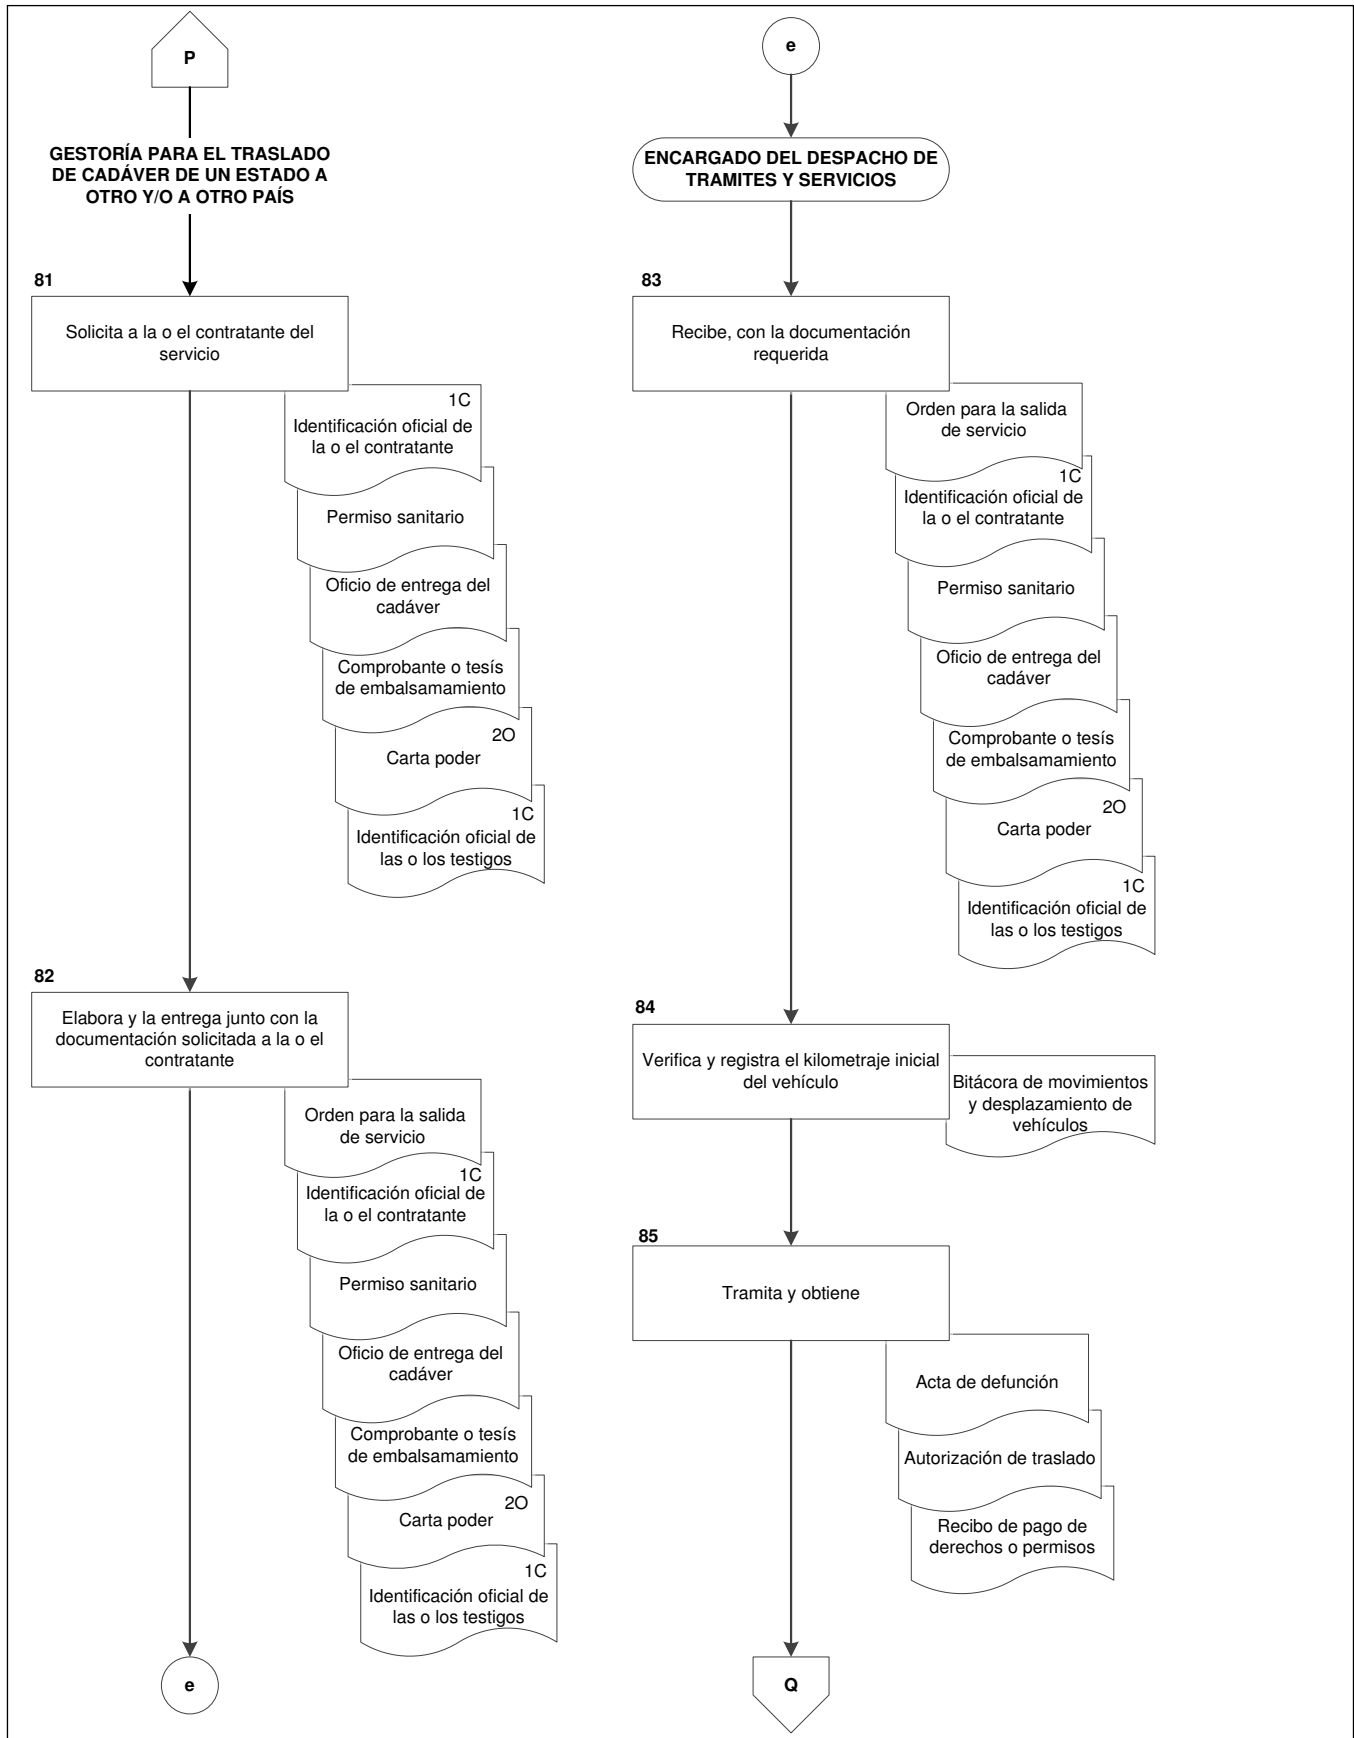 P
GESTORÍA PARA EL TRASLADO
DE CADÁVER DE UN ESTADO A
OTRO Y/O A OTRO PAÍS
81
Solicita a la o el contratante del
servicio
1C
Identificación oficial de
la o el contratante
Permiso sanitario
Oficio de entrega del
cadáver
Comprobante o tesís
de embalsamamiento
2O
Carta poder
1C
Identificación oficial de
las o los testigos
82
Elabora y la entrega junto con la
documentación solicitada a la o el
contratante
Orden para la salida
de servicio
1C
Identificación oficial de
la o el contratante
Permiso sanitario
Oficio de entrega del
cadáver
Comprobante o tesís
de embalsamamiento
2O
Carta poder
1C
Identificación oficial de
las o los testigos
e
e
ENCARGADO DEL DESPACHO DE
TRAMITES Y SERVICIOS
83
Recibe, con la documentación
requerida
Orden para la salida
de servicio
1C
Identificación oficial de
la o el contratante
Permiso sanitario
Oficio de entrega del
cadáver
Comprobante o tesís
de embalsamamiento
2O
Carta poder
1C
Identificación oficial de
las o los testigos
84
Verifica y registra el kilometraje inicial
del vehículo
Bitácora de movimientos
y desplazamiento de
vehículos
85
Tramita y obtiene
Acta de defunción
Autorización de traslado
Recibo de pago de
derechos o permisos
Q